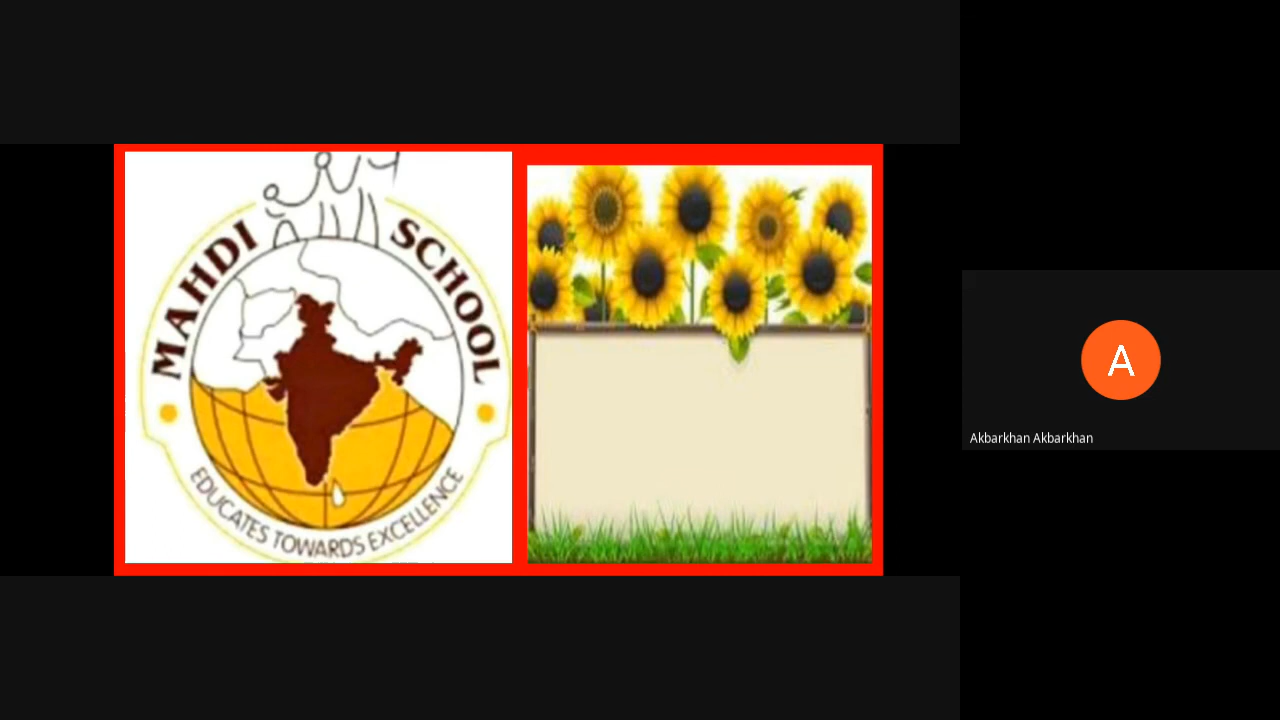 MAHDI SCHOOL
EDUCATES TOWARDS EXCELLENCE
A
Akbarkhan Akbarkhan